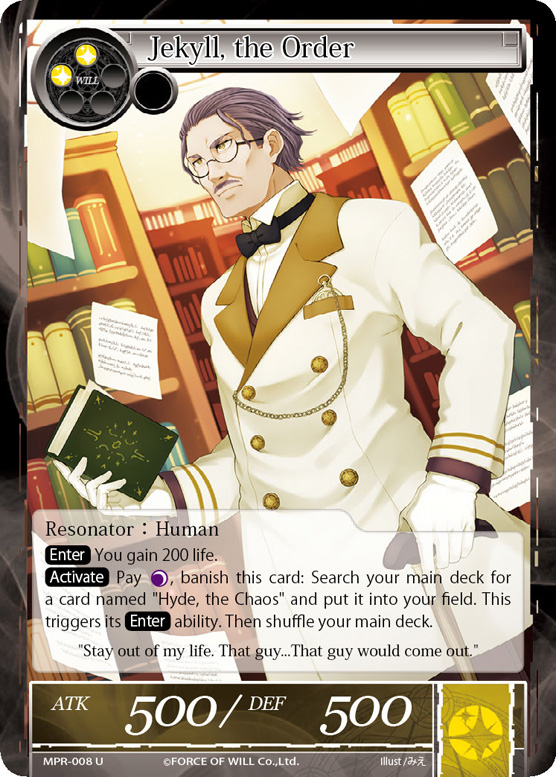 Jekyll, the Order
WILL
Resonator : Human
Enter You gain 200 life.
Activate Pay , banish this card: Search your main deck for
a card named "Hyde, the Chaos" and put it into your field. This
triggers its Enter ability. Then shuffle your main deck.
"Stay out of my life. That guy...That guy would come out."
ATK 500 / DEF 500
MPR-008 U ©FORCE OF WILL Co.,Ltd. Illust /みえ